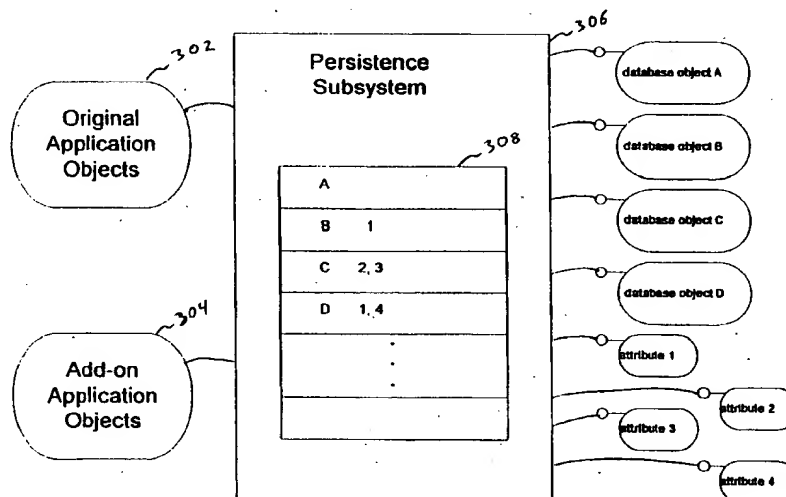 302
306
Persistence
Subsystem
Original
Application
Objects
308
A
B 1
C 2, 3
D 1, 4
304
Add-on
Application
Objects
database object A
database object B
database object C
database object D
attribute 1
attribute 2
attribute 3
attribute 4